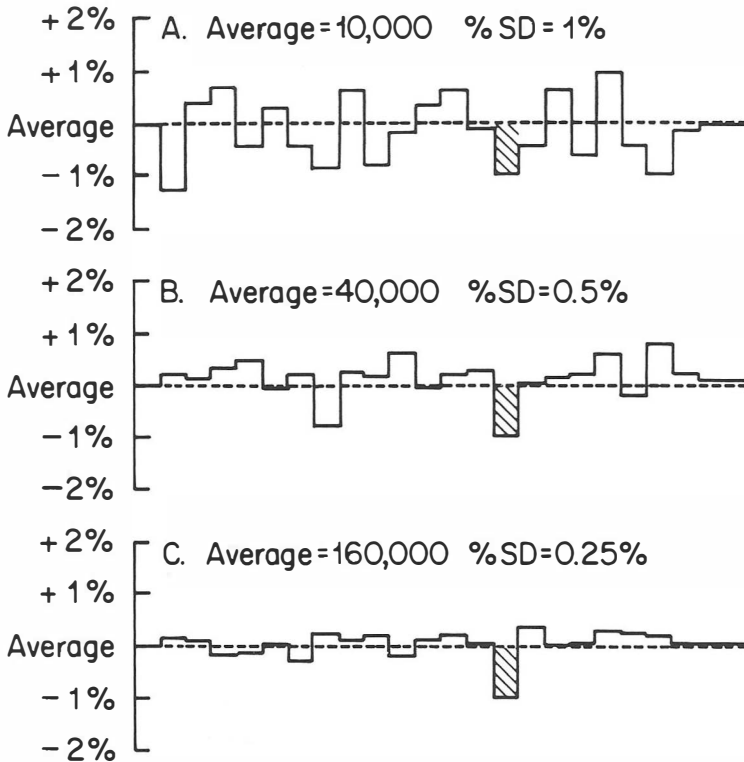 +2%
A. Average=10,000 %SD=1%
+1%
Average
-1%
-2%
+2%
B. Average=40,000 %SD=0.5%
+1%
Average
-1%
-2%
+2%
C. Average=160,000 %SD=0.25%
+1%
Average
-1%
-2%